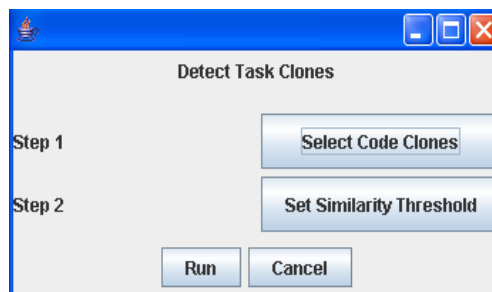 Detect Task Clones
Step 1 Select Code Clones
Step 2 Set Similarity Threshold
Run Cancel